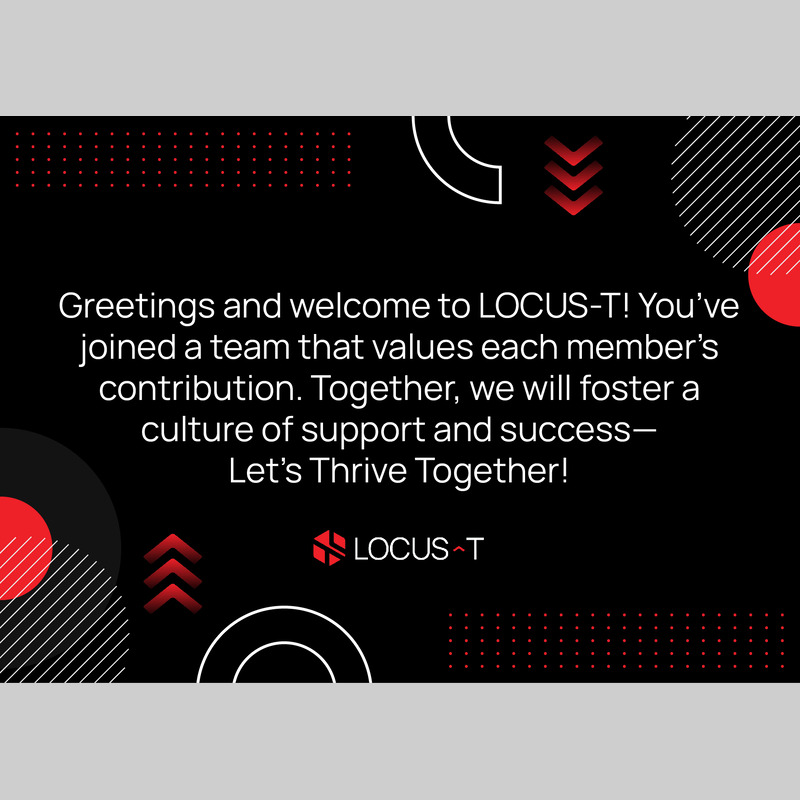 Greetings and welcome to LOCUS-T! You’ve
joined a team that values each member’s
contribution. Together, we will foster a
culture of support and success—
Let’s Thrive Together!
LOCUS-T